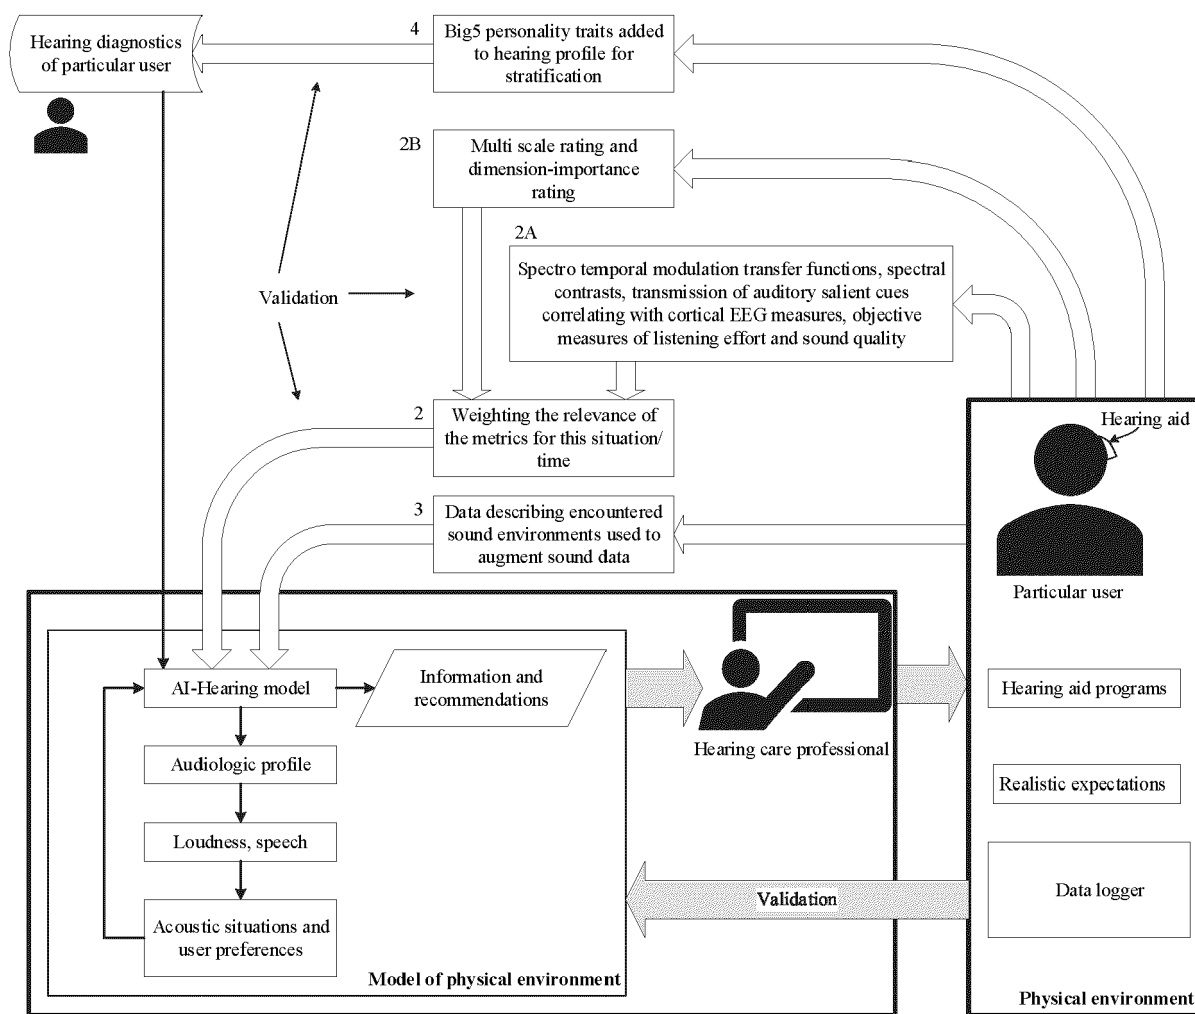 Hearing diagnostics
of particular user
4
Big5 personality traits added
to hearing profile for
stratification
2B
Multi scale rating and
dimension-importance
rating
2A
Spectro temporal modulation transfer functions, spectral
contrasts, transmission of auditory salient cues
correlating with cortical EEG measures, objective
measures of listening effort and sound quality
Validation
2
Weighting the relevance of
the metrics for this situation/
time
3
Data describing encountered
sound environments used to
augment sound data
Hearing aid
Particular user
AI-Hearing model
Information and
recommendations
Hearing care professional
Hearing aid programs
Audiologic profile
Realistic expectations
Loudness, speech
Validation
Data logger
Acoustic situations and
user preferences
Model of physical environment
Physical environment